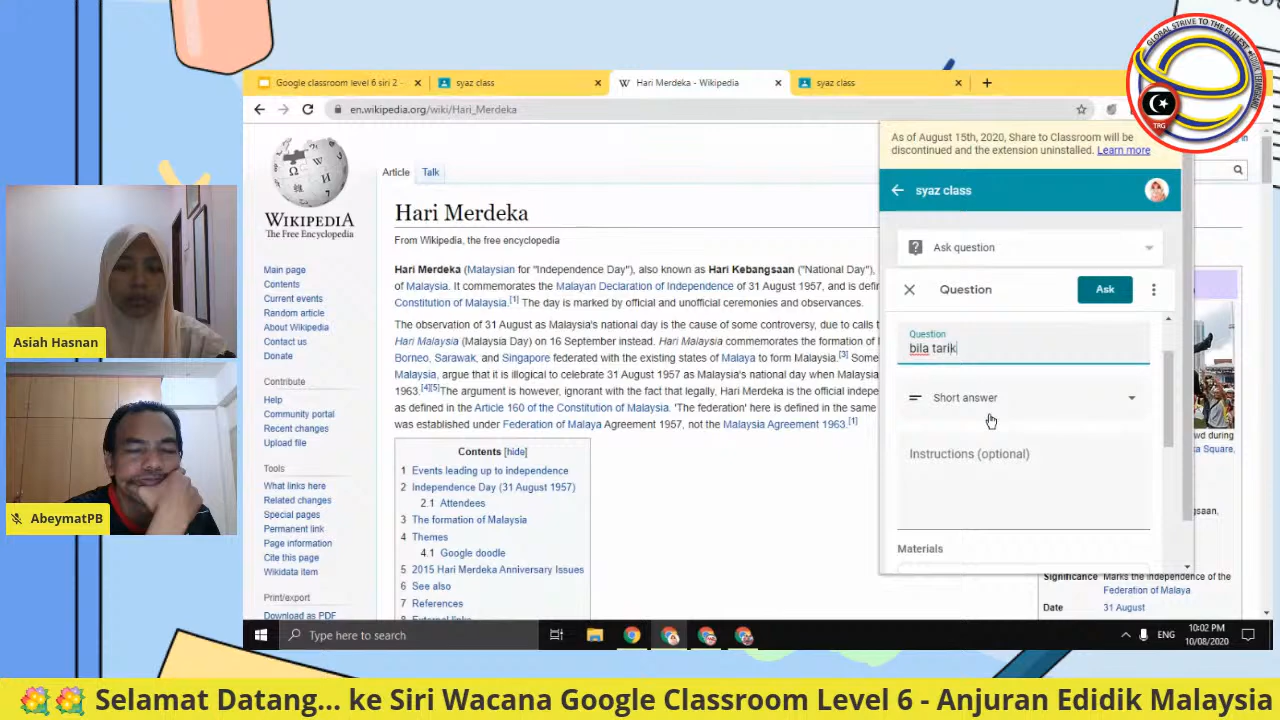 GLOBAL STRIVE TO THE FULLEST
TRG
Google classroom level 6 siri 2 -
syaz class
Hari Merdeka - Wikipedia
syaz class
en.wikipedia.org/wiki/Hari_Merdeka
WIKIPEDIA
The Free Encyclopedia
Main page
Contents
Current events
Random article
About Wikipedia
Contact us
Donate
Contribute
Help
Community portal
Recent changes
Upload file
Tools
What links here
Related changes
Special pages
Permanent link
Page information
Cite this page
Wikidata item
Print/export
Download as PDF
Article
Talk
Hari Merdeka
From Wikipedia, the free encyclopedia
Hari Merdeka (Malaysian for "Independence Day"), also known as Hari Kebangsaan ("National Day"),
of Malaysia. It commemorates the Malayan Declaration of Independence of 31 August 1957, and is defi
Constitution of Malaysia.[1] The day is marked by official and unofficial ceremonies and observances.
The observation of 31 August as Malaysia's national day is the cause of some controversy, due to calls t
Hari Malaysia (Malaysia Day) on 16 September instead. Hari Malaysia commemorates the formation of
Borneo, Sarawak, and Singapore federated with the existing states of Malaya to form Malaysia.[3] Some
Malaysia, argue that it is illogical to celebrate 31 August 1957 as Malaysia's national day when Malaysia
1963.[4][5]The argument is however, ignorant with the fact that legally, Hari Merdeka is the official indepe
as defined in the Article 160 of the Constitution of Malaysia. 'The federation' here is defined in the same
was established under Federation of Malaya Agreement 1957, not the Malaysia Agreement 1963.[1]
Contents [hide]
1 Events leading up to independence
2 Independence Day (31 August 1957)
2.1 Attendees
3 The formation of Malaysia
4 Themes
4.1 Google doodle
5 2015 Hari Merdeka Anniversary Issues
6 See also
7 References
8 External links
As of August 15th, 2020, Share to Classroom will be
discontinued and the extension uninstalled. Learn more
syaz class
Ask question
Question
Ask
Question
bila tarik
Short answer
Instructions (optional)
Materials
wd during
ka Square,
gsaan,
Significance Marks the independence of the
Federation of Malaya
Date 31 August
Asiah Hasnan
AbeymatPB
Type here to search
ENG
10:02 PM
10/08/2020
Selamat Datang... ke Siri Wacana Google Classroom Level 6 - Anjuran Edidik Malaysia